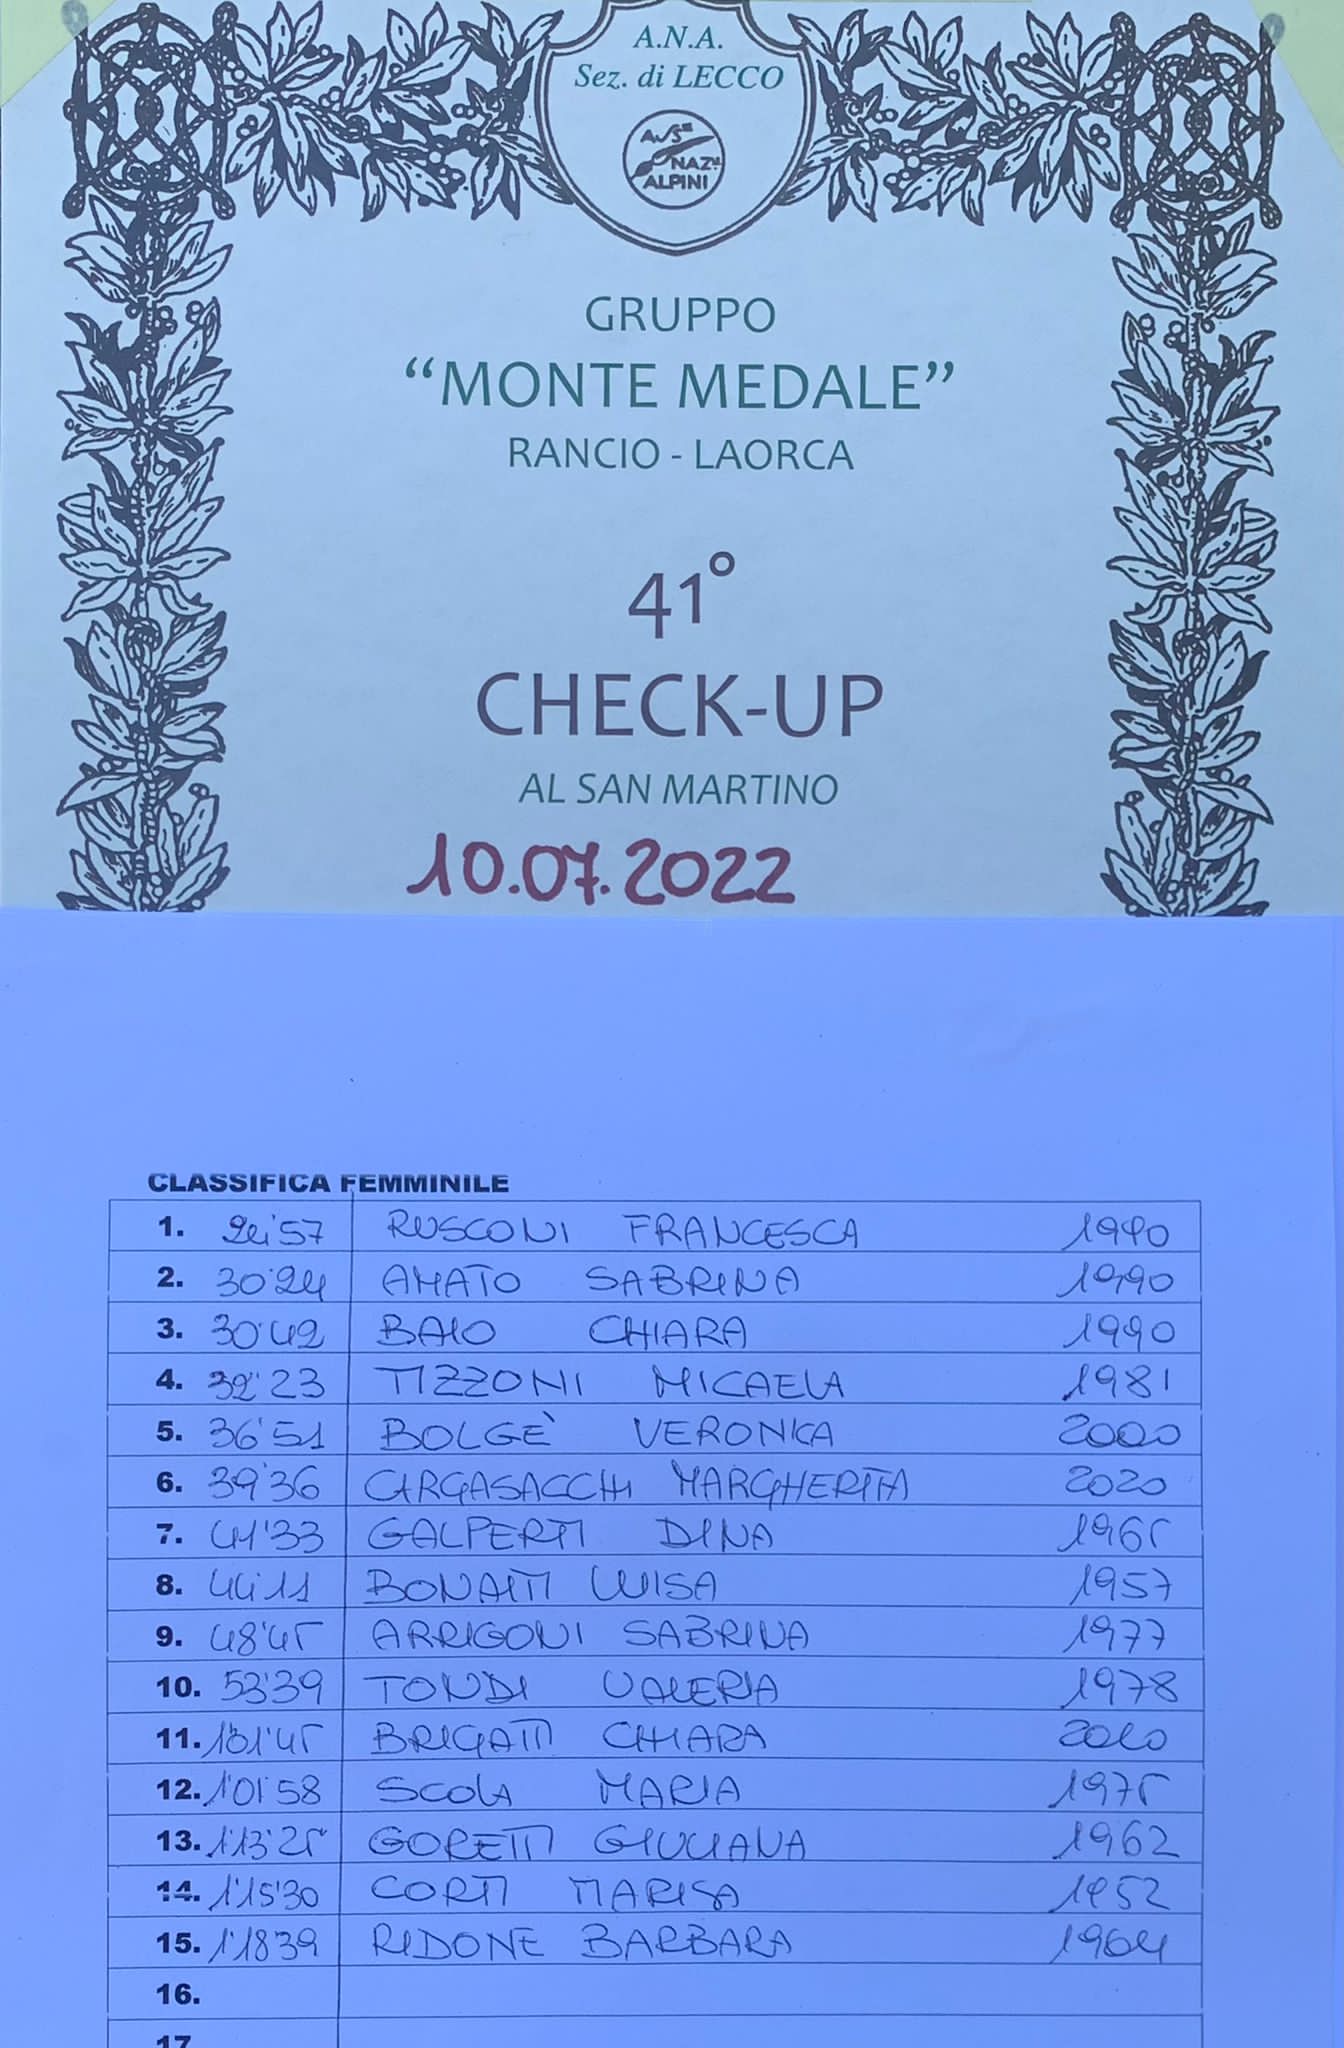 A.N.A.
Sez. di LECCO
ASS.NE
NAZ.LE
ALPINI
GRUPPO
“MONTE MEDALE”
RANCIO - LAORCA
41°
CHECK-UP
AL SAN MARTINO
10.07.2022
CLASSIFICA FEMMINILE
1. RUSCONI FRANCESCA 1990
2. 30'24 AMATO SABRINA 1990
3. 30'42 BAIO CHIARA 1990
4. 32'23 TIZZONI MICAELA 1981
5. 36'51 BOLGÈ VERONICA 2000
6. 39'36 CARGASACCHI MARGHERITA 2020
7. 41'33 GALPERTI DINA 1965
8. 44'11 BONAITI LUISA 1957
9. 48'45 ARRIGONI SABRINA 1977
10. 53'39 TONDI VALERIA 1978
11. BRIGATTI CHIARA
12. 1'01'58 SCOLA MARIA 1975
13. 1'13'25 GORETTI GIULIANA 1962
14. 1'15'30 CORTI MARISA 1952
15. 1'18'39 RIDONE BARBARA 1964
16.
17.